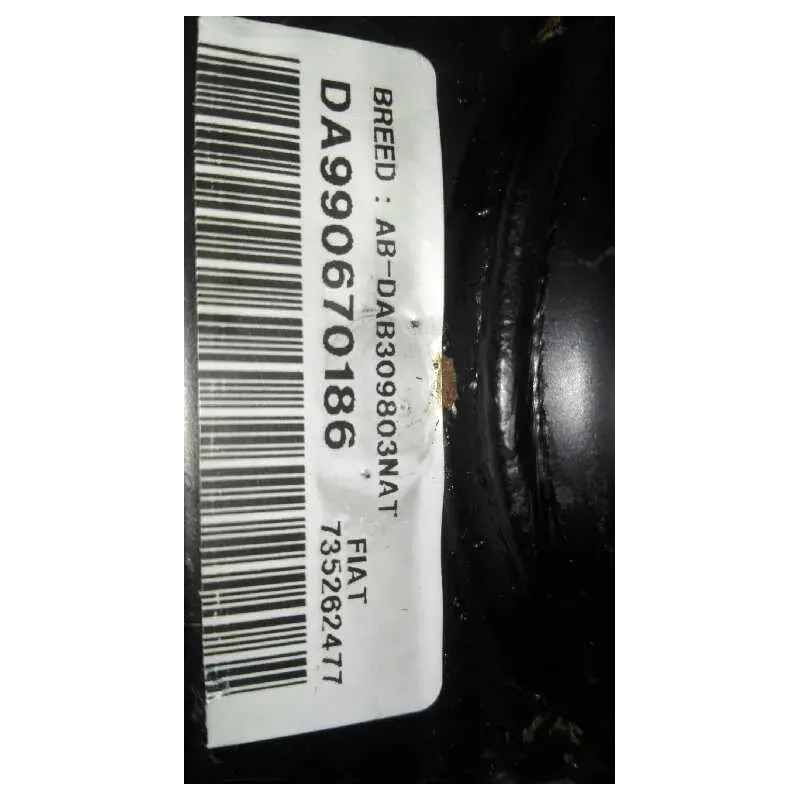 BREED : AB-DAB309803NAT
DA990670186
FIAT
735262477